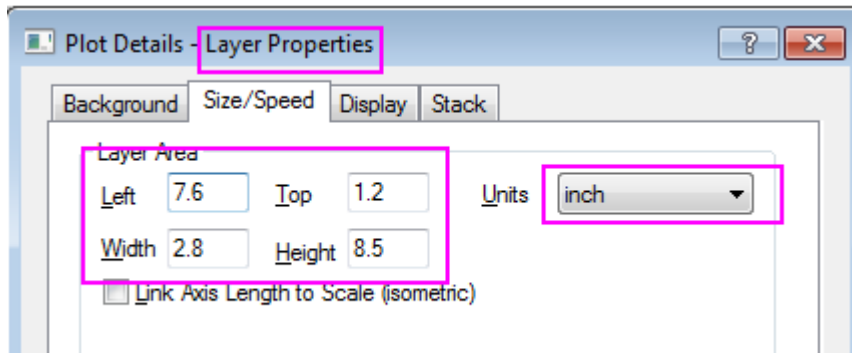 Plot Details - Layer Properties
Background Size/Speed Display Stack
Layer Area
Left 7.6 Top 1.2 Units inch
Width 2.8 Height 8.5
Link Axis Length to Scale (isometric)